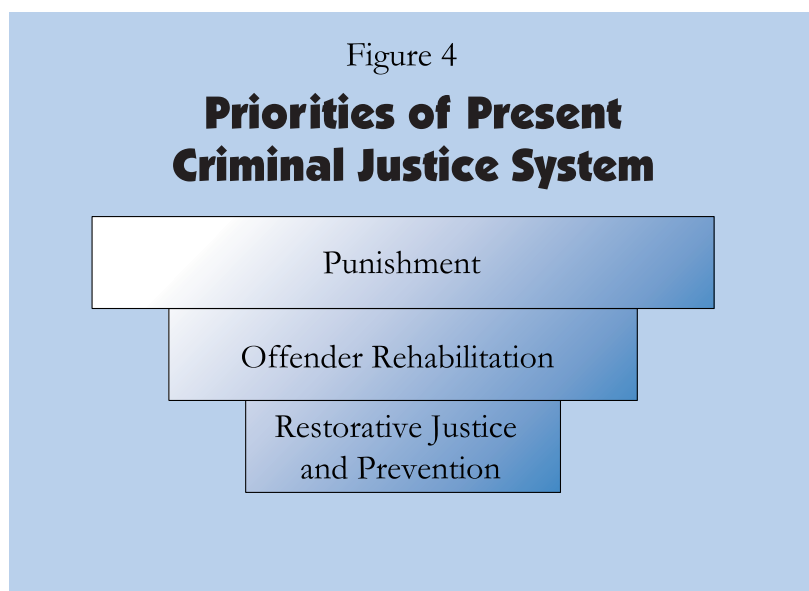 Figure 4
Priorities of Present
Criminal Justice System
Punishment
Offender Rehabilitation
Restorative Justice
and Prevention